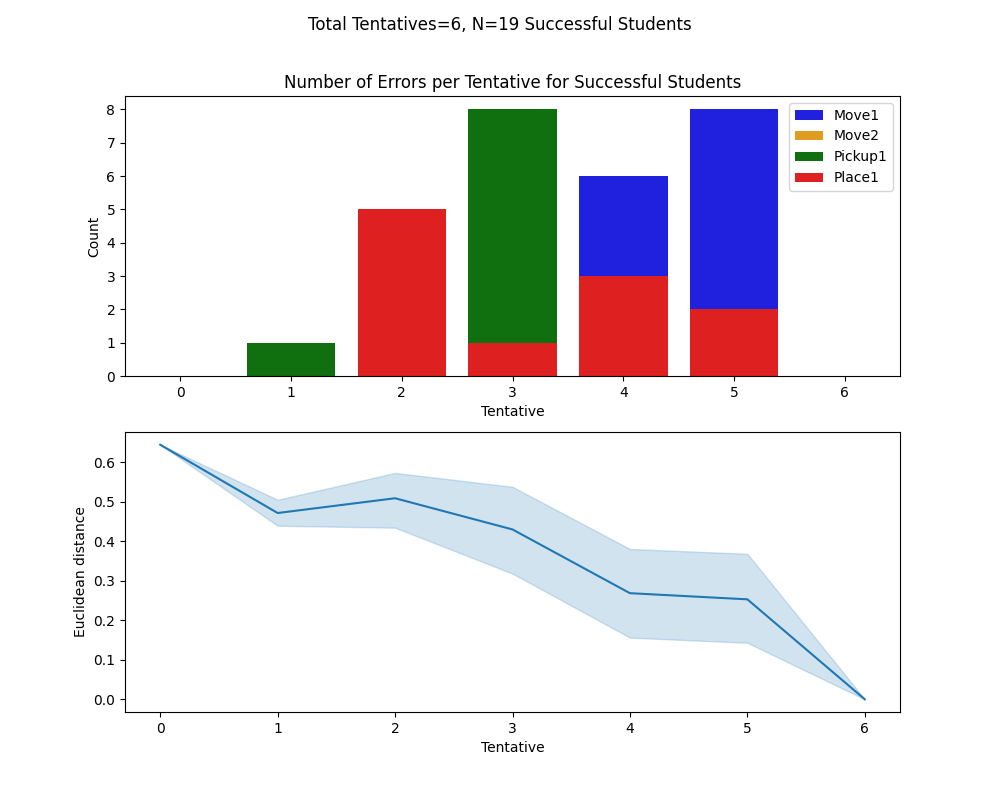 Total Tentatives=6, N=19 Successful Students
Number of Errors per Tentative for Successful Students
8
7
6
5
4
3
2
1
0
Count
Move1
Move2
Pickup1
Place1
0 1 2 3 4 5 6
Tentative
0.6
0.5
0.4
0.3
0.2
0.1
0.0
Euclidean distance
0 1 2 3 4 5 6
Tentative